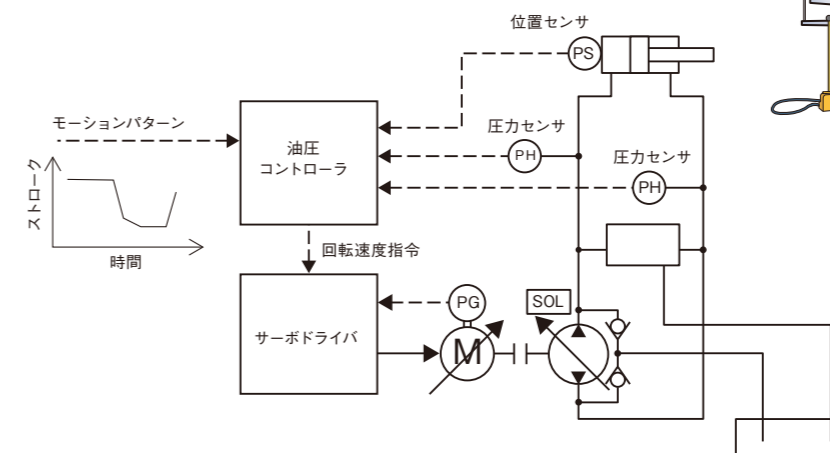 位置センサ
PS
モーションパターン
圧力センサ
油圧
コントローラ
PH
圧力センサ
PH
ストローク
時間
回転速度指令
PG
SOL
サーボドライバ
M